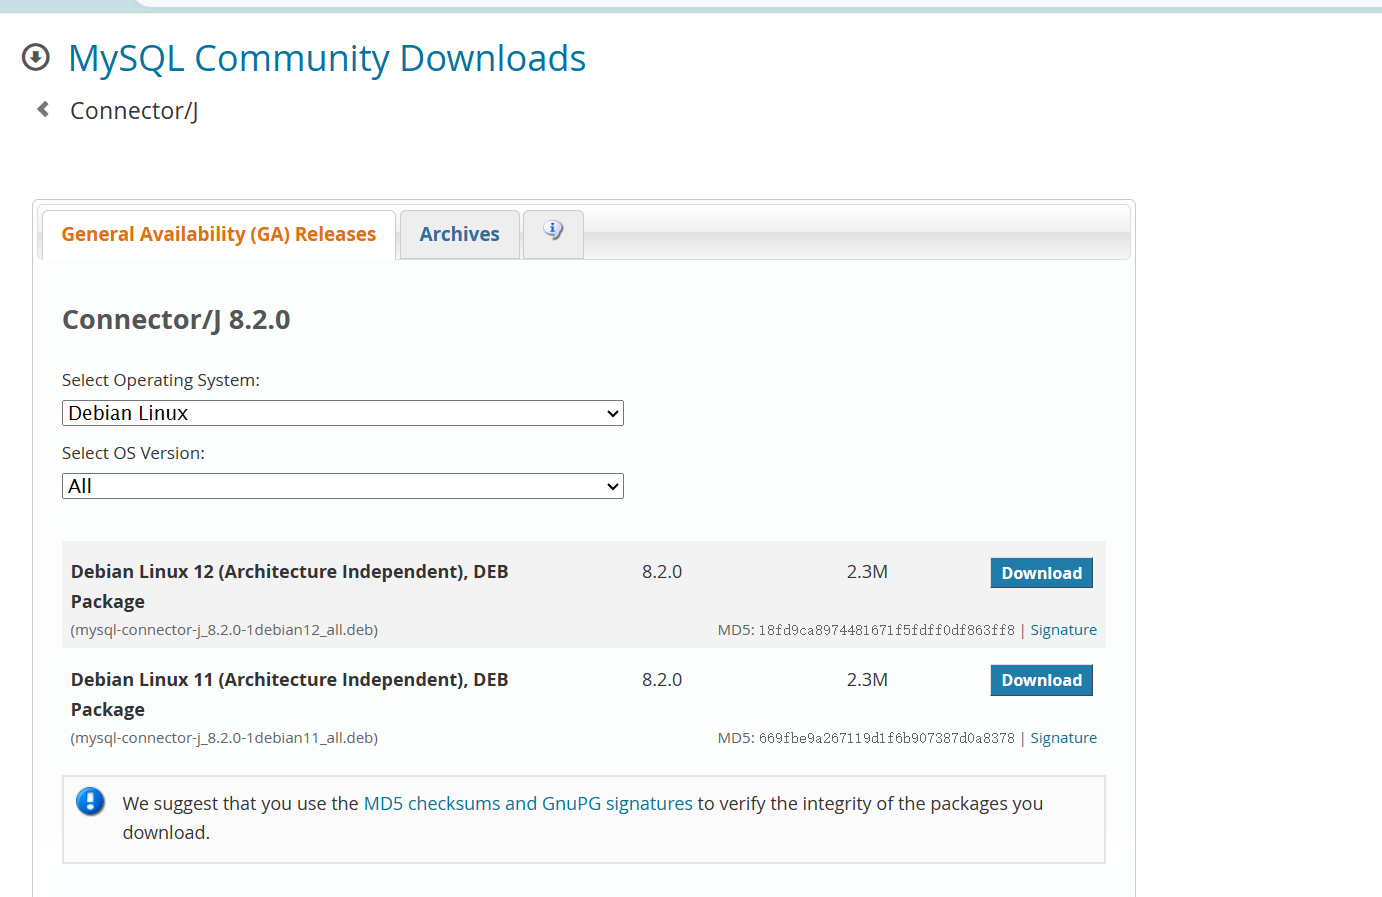 MySQL Community Downloads
Connector/J
General Availability (GA) Releases Archives
Connector/J 8.2.0
Select Operating System:
Debian Linux
Select OS Version:
All
Debian Linux 12 (Architecture Independent), DEB 8.2.0 2.3M Download
Package
(mysql-connector-j_8.2.0-1debian12_all.deb) MD5: 18fd9ca8974481671f5fdff0df863ff8 | Signature
Debian Linux 11 (Architecture Independent), DEB 8.2.0 2.3M Download
Package
(mysql-connector-j_8.2.0-1debian11_all.deb) MD5: 669fbe9a267119d1f6b907387d0a8378 | Signature
We suggest that you use the MD5 checksums and GnuPG signatures to verify the integrity of the packages you
download.